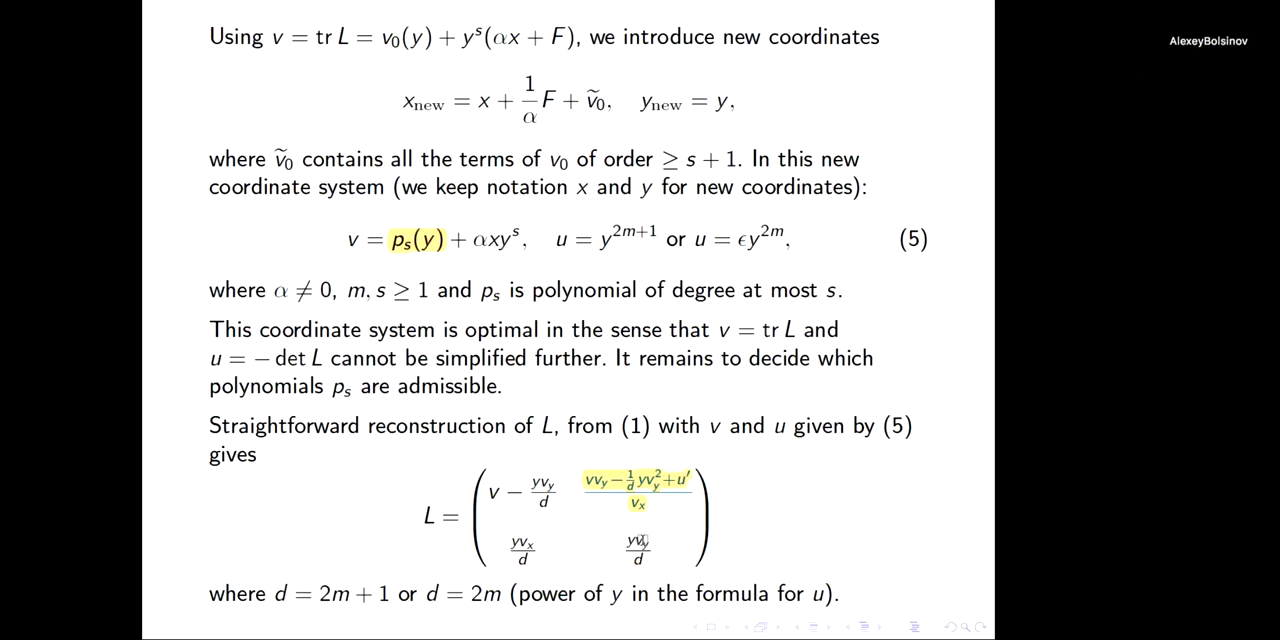 Using v = tr L = v₀(y) + yˢ(αx + F), we introduce new coordinates
x_new = x + 1/α F + ṽ₀,   y_new = y,
where ṽ₀ contains all the terms of v₀ of order ≥ s + 1. In this new
coordinate system (we keep notation x and y for new coordinates):
v = pₛ(y) + αxyˢ,   u = y²ᵐ⁺¹ or u = ϵy²ᵐ,   (5)
where α ≠ 0, m, s ≥ 1 and pₛ is polynomial of degree at most s.
This coordinate system is optimal in the sense that v = tr L and
u = − det L cannot be simplified further. It remains to decide which
polynomials pₛ are admissible.
Straightforward reconstruction of L, from (1) with v and u given by (5)
gives
L = ( v − yv_y/d   (vv_y − 1/d yv_y² + u′)/v_x
yv_x/d   yv_y/d )
where d = 2m + 1 or d = 2m (power of y in the formula for u).
AlexeyBolsinov